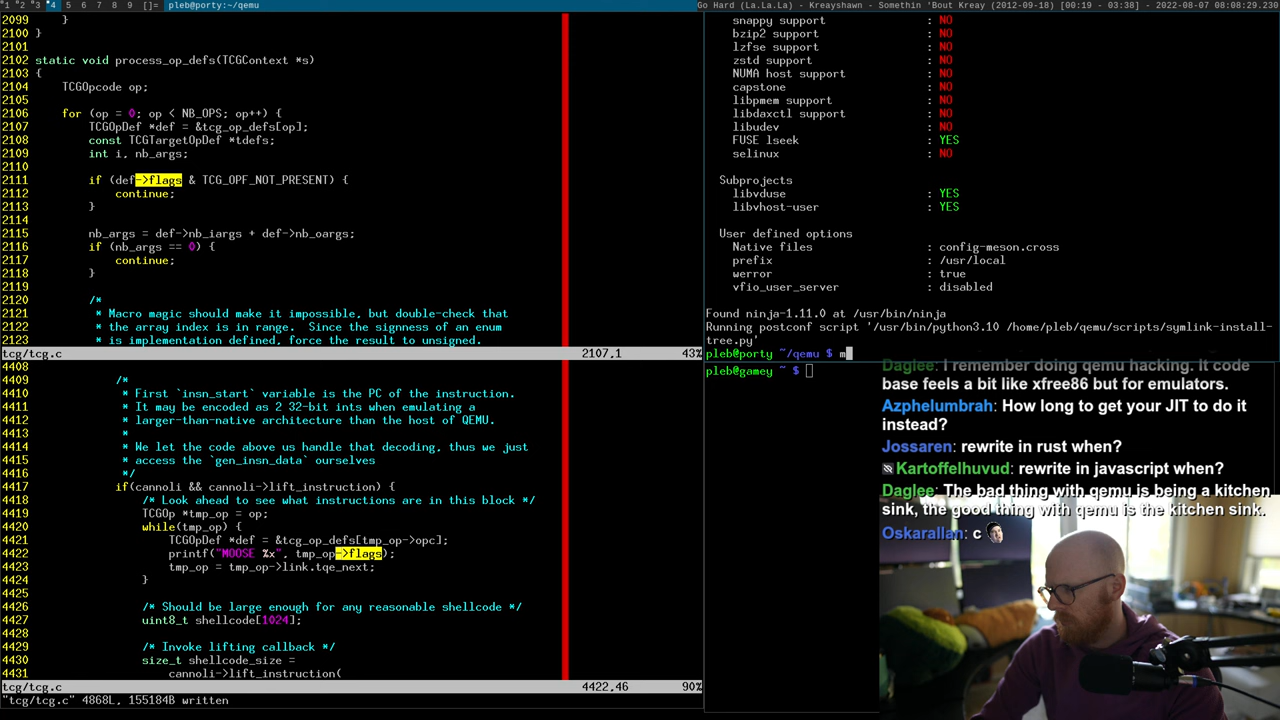 1 2 3 4 5 6 7 8 9 []= pleb@porty:~/qemu
Go Hard (La.La.La) - Kreayshawn - Somethin 'Bout Kreay (2012-09-18) [00:19 - 03:38] - 2022-08-07 08:08:29.230
2099 }
2100 }
2101
2102 static void process_op_defs(TCGContext *s)
2103 {
2104 TCGOpcode op;
2105
2106 for (op = 0; op < NB_OPS; op++) {
2107 TCGOpDef *def = &tcg_op_defs[op];
2108 const TCGTargetOpDef *tdefs;
2109 int i, nb_args;
2110
2111 if (def->flags & TCG_OPF_NOT_PRESENT) {
2112 continue;
2113 }
2114
2115 nb_args = def->nb_iargs + def->nb_oargs;
2116 if (nb_args == 0) {
2117 continue;
2118 }
2119
2120 /*
2121 * Macro magic should make it impossible, but double-check that
2122 * the array index is in range. Since the signness of an enum
2123 * is implementation defined, force the result to unsigned.
tcg/tcg.c 2107,1 43%
4408
4409 /*
4410 * First `insn_start` variable is the PC of the instruction.
4411 * It may be encoded as 2 32-bit ints when emulating a
4412 * larger-than-native architecture than the host of QEMU.
4413 *
4414 * We let the code above us handle that decoding, thus we just
4415 * access the `gen_insn_data` ourselves
4416 */
4417 if(cannoli && cannoli->lift_instruction) {
4418 /* Look ahead to see what instructions are in this block */
4419 TCGOp *tmp_op = op;
4420 while(tmp_op) {
4421 TCGOpDef *def = &tcg_op_defs[tmp_op->opc];
4422 printf("MOOSE %x", tmp_op->flags);
4423 tmp_op = tmp_op->link.tqe_next;
4424 }
4425
4426 /* Should be large enough for any reasonable shellcode */
4427 uint8_t shellcode[1024];
4428
4429 /* Invoke lifting callback */
4430 size_t shellcode_size =
4431 cannoli->lift_instruction(
tcg/tcg.c 4422,46 90%
"tcg/tcg.c" 4868L, 155184B written
snappy support : NO
bzip2 support : NO
lzfse support : NO
zstd support : NO
NUMA host support : NO
capstone : NO
libpmem support : NO
libdaxctl support : NO
libudev : NO
FUSE lseek : YES
selinux : NO
Subprojects
libvduse : YES
libvhost-user : YES
User defined options
Native files : config-meson.cross
prefix : /usr/local
werror : true
vfio_user_server : disabled
Found ninja-1.11.0 at /usr/bin/ninja
Running postconf script '/usr/bin/python3.10 /home/pleb/qemu/scripts/symlink-install-
tree.py'
pleb@porty ~/qemu $ m
pleb@gamey ~ $
Daglee: I remember doing qemu hacking. It code
base feels a bit like xfree86 but for emulators.
Azphelumbrah: How long to get your JIT to do it
instead?
Jossaren: rewrite in rust when?
Kartoffelhuvud: rewrite in javascript when?
Daglee: The bad thing with qemu is being a kitchen
sink, the good thing with qemu is the kitchen sink.
Oskarallan: c